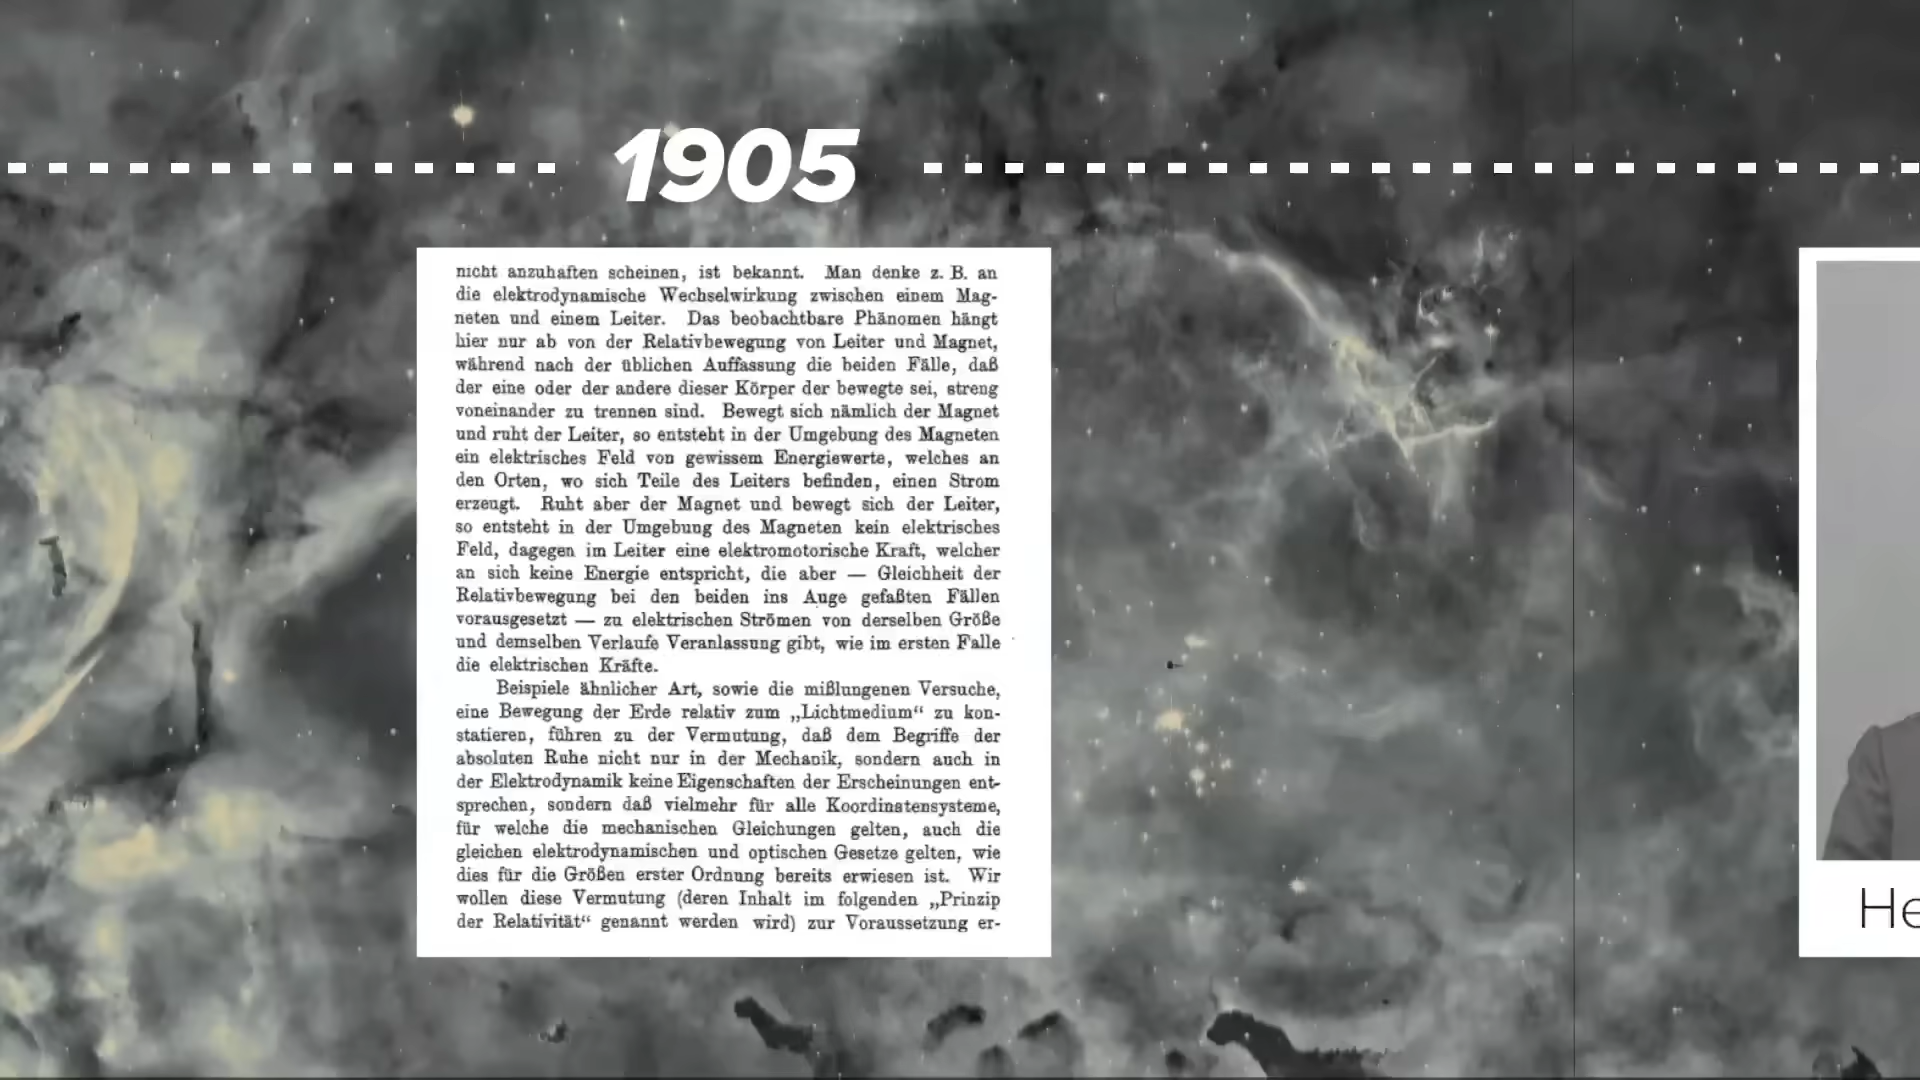 1905
nicht anzuhaften scheinen, ist bekannt. Man denke z. B. an
die elektrodynamische Wechselwirkung zwischen einem Mag-
neten und einem Leiter. Das beobachtbare Phänomen hängt
hier nur ab von der Relativbewegung von Leiter und Magnet,
während nach der üblichen Auffassung die beiden Fälle, daß
der eine oder der andere dieser Körper der bewegte sei, streng
voneinander zu trennen sind. Bewegt sich nämlich der Magnet
und ruht der Leiter, so entsteht in der Umgebung des Magneten
ein elektrisches Feld von gewissem Energiewerte, welches an
den Orten, wo sich Teile des Leiters befinden, einen Strom
erzeugt. Ruht aber der Magnet und bewegt sich der Leiter,
so entsteht in der Umgebung des Magneten kein elektrisches
Feld, dagegen im Leiter eine elektromotorische Kraft, welcher
an sich keine Energie entspricht, die aber — Gleichheit der
Relativbewegung bei den beiden ins Auge gefaßten Fällen
vorausgesetzt — zu elektrischen Strömen von derselben Größe
und demselben Verlaufe Veranlassung gibt, wie im ersten Falle
die elektrischen Kräfte.
Beispiele ähnlicher Art, sowie die mißlungenen Versuche,
eine Bewegung der Erde relativ zum „Lichtmedium“ zu kon-
statieren, führen zu der Vermutung, daß dem Begriffe der
absoluten Ruhe nicht nur in der Mechanik, sondern auch in
der Elektrodynamik keine Eigenschaften der Erscheinungen ent-
sprechen, sondern daß vielmehr für alle Koordinatensysteme,
für welche die mechanischen Gleichungen gelten, auch die
gleichen elektrodynamischen und optischen Gesetze gelten, wie
dies für die Größen erster Ordnung bereits erwiesen ist. Wir
wollen diese Vermutung (deren Inhalt im folgenden „Prinzip
der Relativität“ genannt werden wird) zur Voraussetzung er-
He